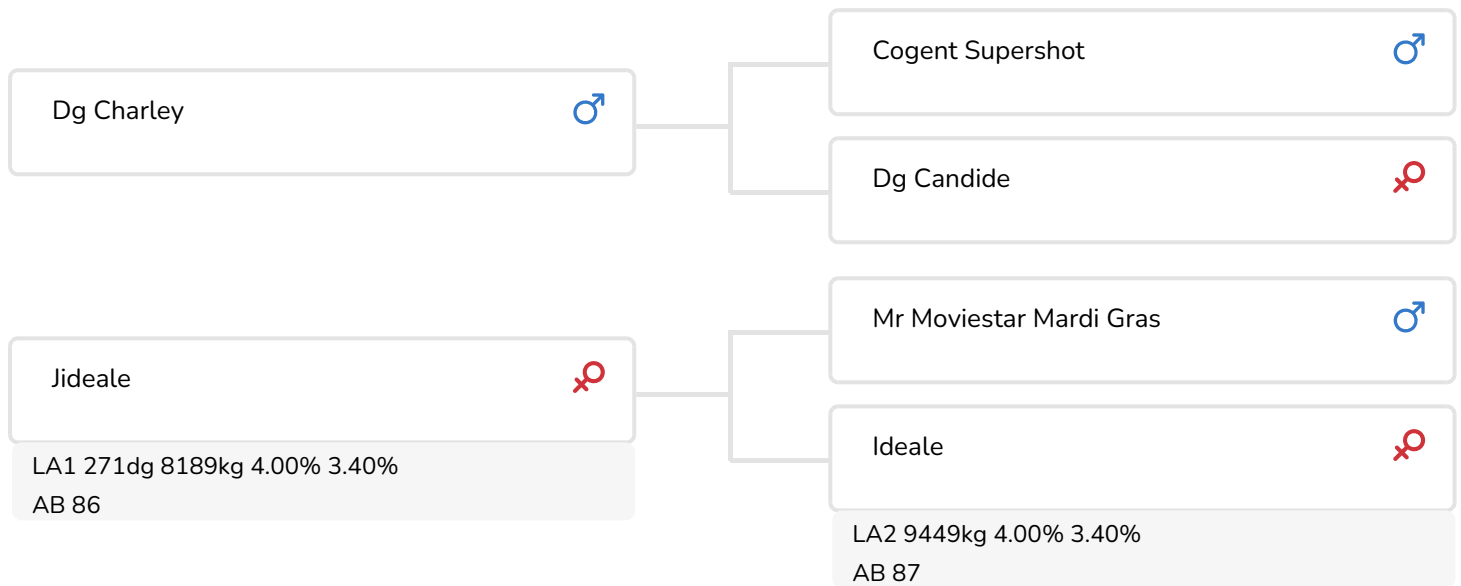 Cogent Supershot
Dg Charley
Dg Candide
Mr Moviestar Mardi Gras
Jideale
Ideale
LA1 271dg 8189kg 4.00% 3.40%
AB 86
LA2 9449kg 4.00% 3.40%
AB 87